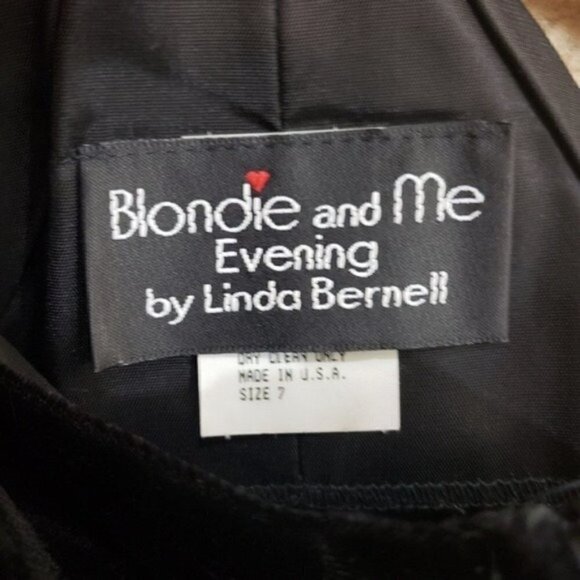 Blondie and Me
Evening
by Linda Bernell
DRY CLEAN ONLY
MADE IN U.S.A.
SIZE 7